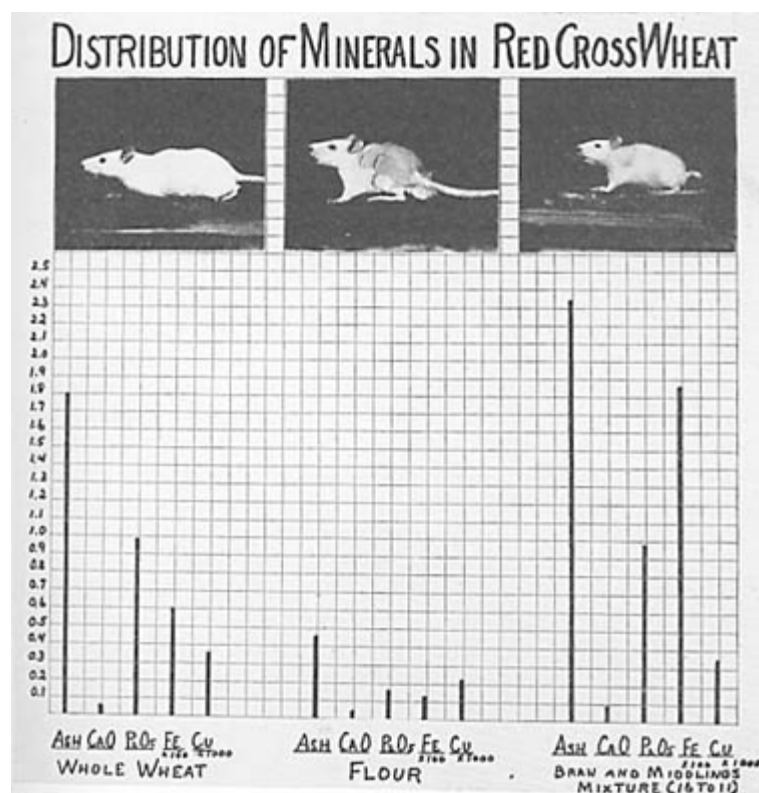 DISTRIBUTION OF MINERALS IN RED CROSS WHEAT
2.5
2.4
2.3
2.2
2.1
2.0
1.9
1.8
1.7
1.6
1.5
1.4
1.3
1.2
1.1
1.0
0.9
0.8
0.7
0.6
0.5
0.4
0.3
0.2
0.1
ASH CAO P2O5 FE CU
X1000
WHOLE WHEAT
ASH CAO P2O5 FE CU
X100 X1000
FLOUR
ASH CAO P2O5 FE CU
X100 X1000
BRAN AND MIDDLINGS
MIXTURE (16 TO 11)